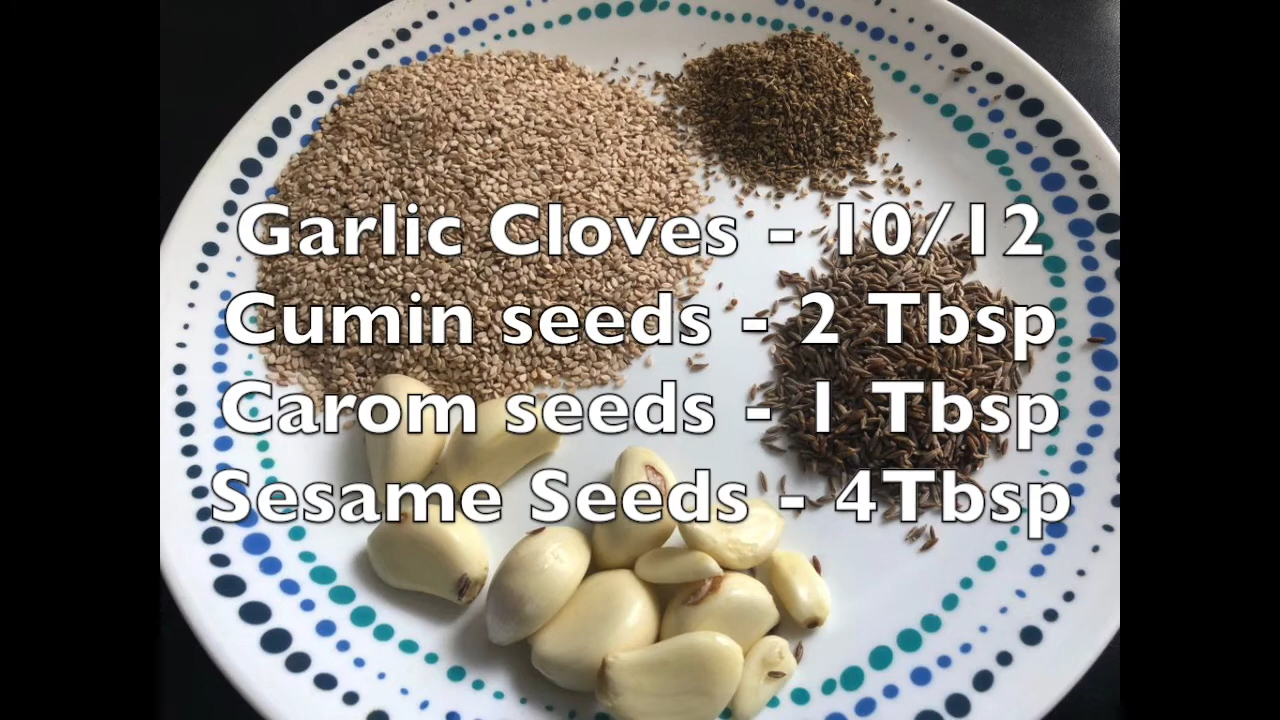 Garlic Cloves - 10/12
Cumin seeds - 2 Tbsp
Carom seeds - 1 Tbsp
Sesame Seeds - 4Tbsp